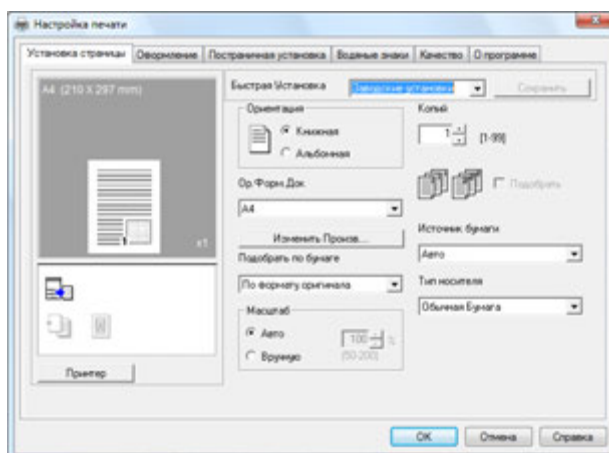 Настройка печати
Установка страницы Оформление Постраничная установка Водяные знаки Качество О программе
A4 (210 X 297 mm)
x1
Принтер
Быстрая Установка Заводские установки Сохранить
Ориентация
Книжная
Альбомная
Ор.Форм.Док.
A4
Изменить Произв...
Подобрать по бумаге
По формату оригинала
Масштаб
Авто 100 %
Вручную (50-200)
Копий
1 [1-99]
Подобрать
Источник бумаги
Авто
Тип носителя
Обычная Бумага
OK Отмена Справка